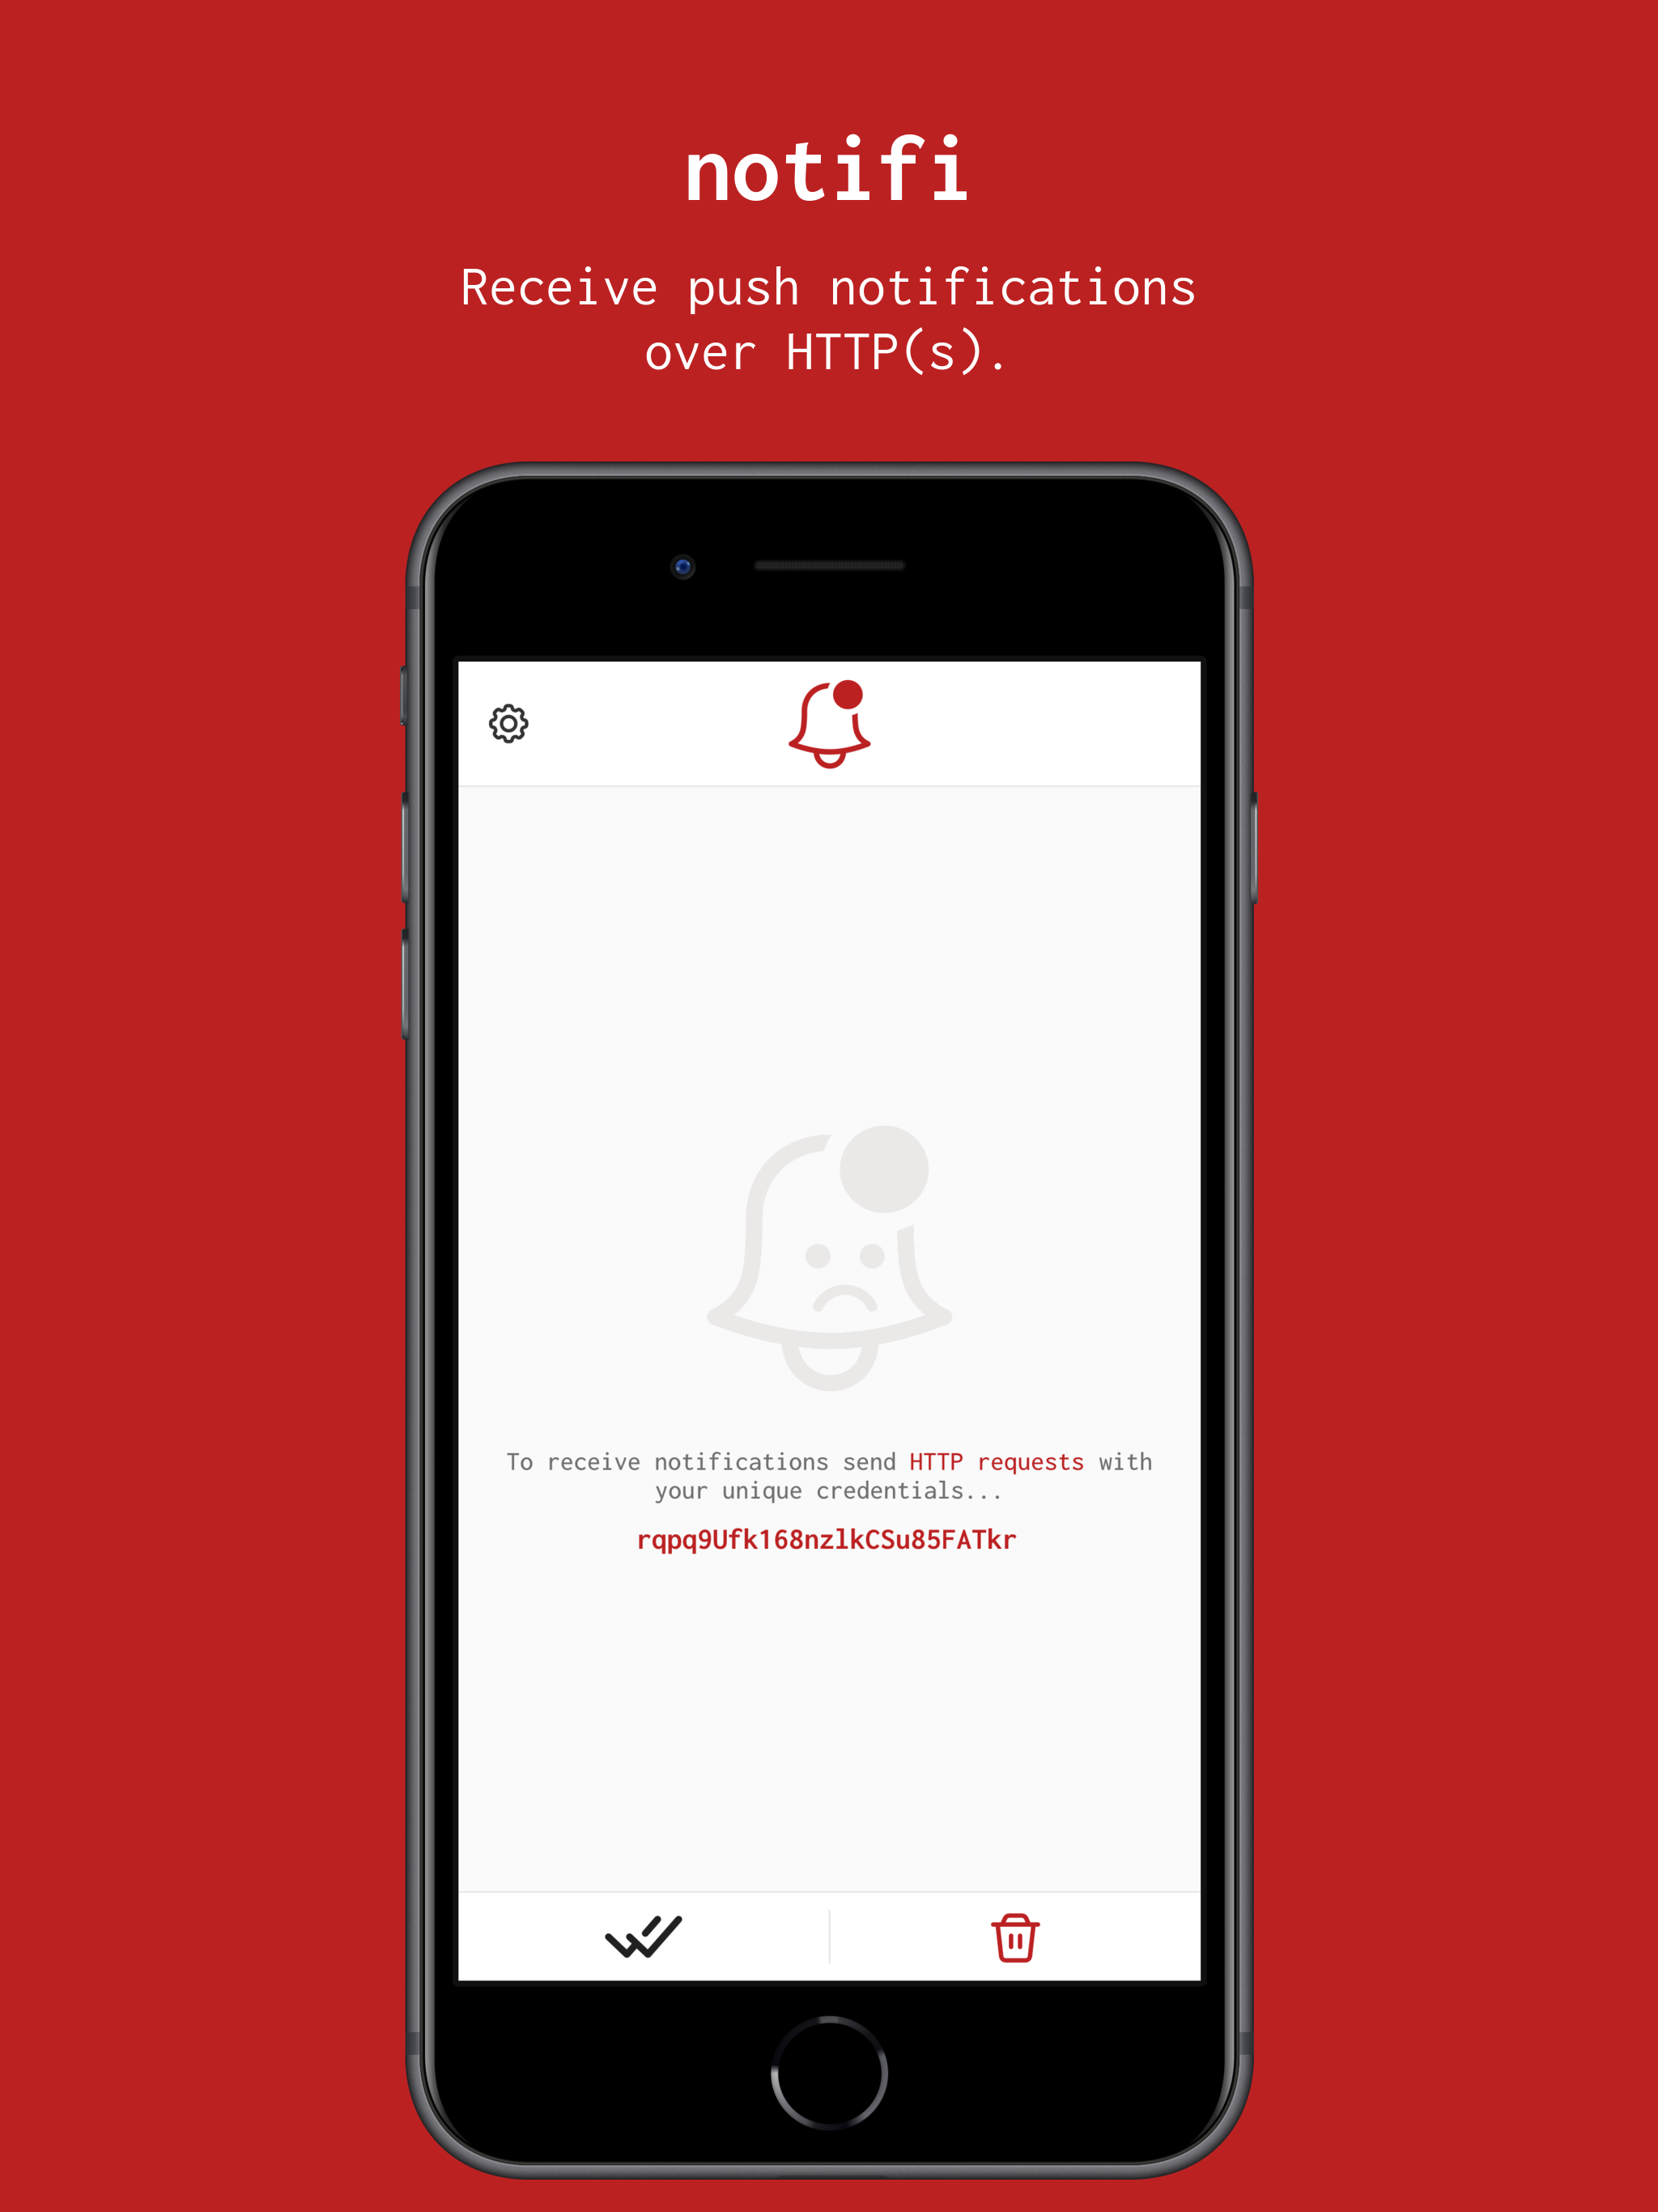 notifi
Receive push notifications
over HTTP(s).
To receive notifications send HTTP requests with
your unique credentials...
rqpq9Ufk168nzlkCSu85FATkr